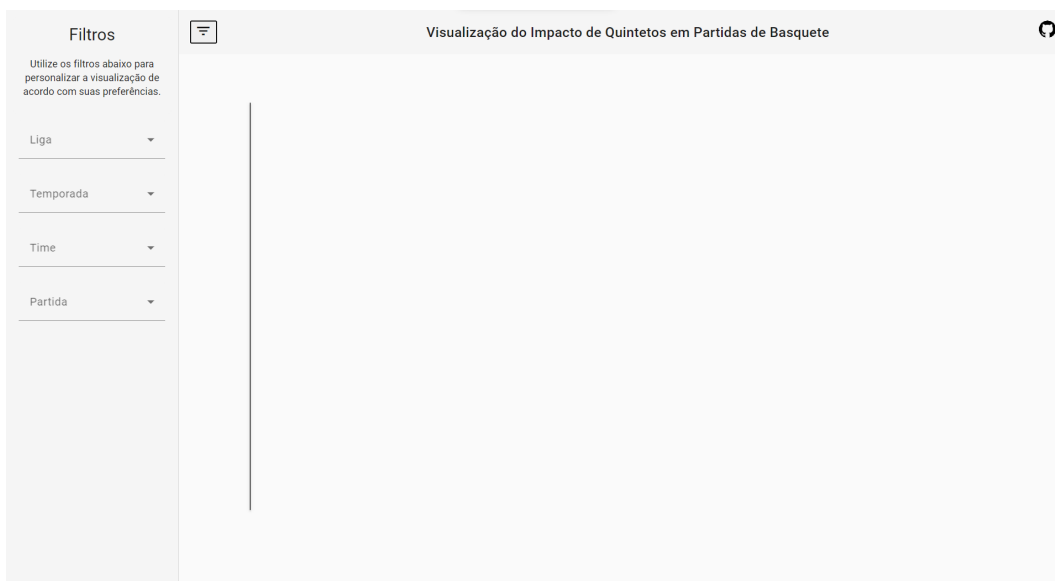 Filtros
Utilize os filtros abaixo para
personalizar a visualização de
acordo com suas preferências.
Liga
Temporada
Time
Partida
Visualização do Impacto de Quintetos em Partidas de Basquete